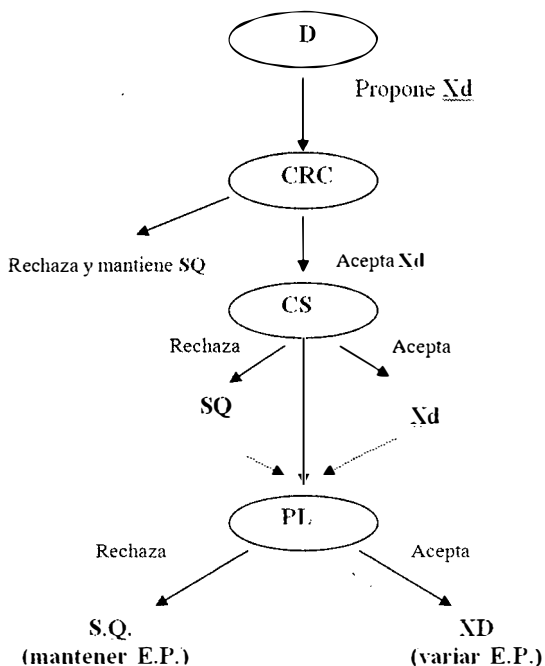 D
Propone Xd
CRC
Rechaza y mantiene SQ
Acepta Xd
CS
Rechaza
Acepta
SQ
Xd
PL
Rechaza
Acepta
S.Q.
XD
(mantener E.P.)
(variar E.P.)